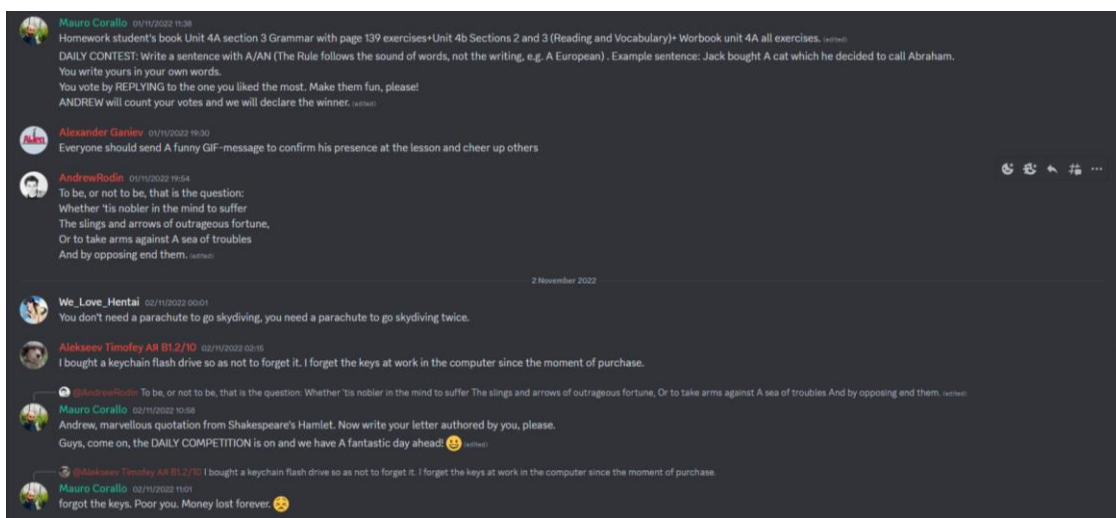 Mauro Corallo 01/11/2022 11:38
Homework student's book Unit 4A section 3 Grammar with page 139 exercises+Unit 4b Sections 2 and 3 (Reading and Vocabulary)+ Worbook unit 4A all exercises. (edited)
DAILY CONTEST: Write a sentence with A/AN (The Rule follows the sound of words, not the writing, e.g. A European) . Example sentence: Jack bought A cat which he decided to call Abraham.
You write yours in your own words.
You vote by REPLYING to the one you liked the most. Make them fun, please!
ANDREW will count your votes and we will declare the winner. (edited)
Alexander Ganiev 01/11/2022 19:30
Everyone should send A funny GIF-message to confirm his presence at the lesson and cheer up others
AndrewRodin 01/11/2022 19:54
To be, or not to be, that is the question:
Whether 'tis nobler in the mind to suffer
The slings and arrows of outrageous fortune,
Or to take arms against A sea of troubles
And by opposing end them. (edited)
2 November 2022
We_Love_Hentai 02/11/2022 00:01
You don't need a parachute to go skydiving, you need a parachute to go skydiving twice.
Alekseev Timofey АЯ B1.2/10 02/11/2022 02:15
I bought a keychain flash drive so as not to forget it. I forget the keys at work in the computer since the moment of purchase.
@AndrewRodin To be, or not to be, that is the question: Whether 'tis nobler in the mind to suffer The slings and arrows of outrageous fortune, Or to take arms against A sea of troubles And by opposing end them. (edited)
Mauro Corallo 02/11/2022 10:58
Andrew, marvellous quotation from Shakespeare's Hamlet. Now write your letter authored by you, please.
Guys, come on, the DAILY COMPETITION is on and we have A fantastic day ahead! (edited)
@Alekseev Timofey АЯ B1.2/10 I bought a keychain flash drive so as not to forget it. I forget the keys at work in the computer since the moment of purchase.
Mauro Corallo 02/11/2022 11:01
forgot the keys. Poor you. Money lost forever.